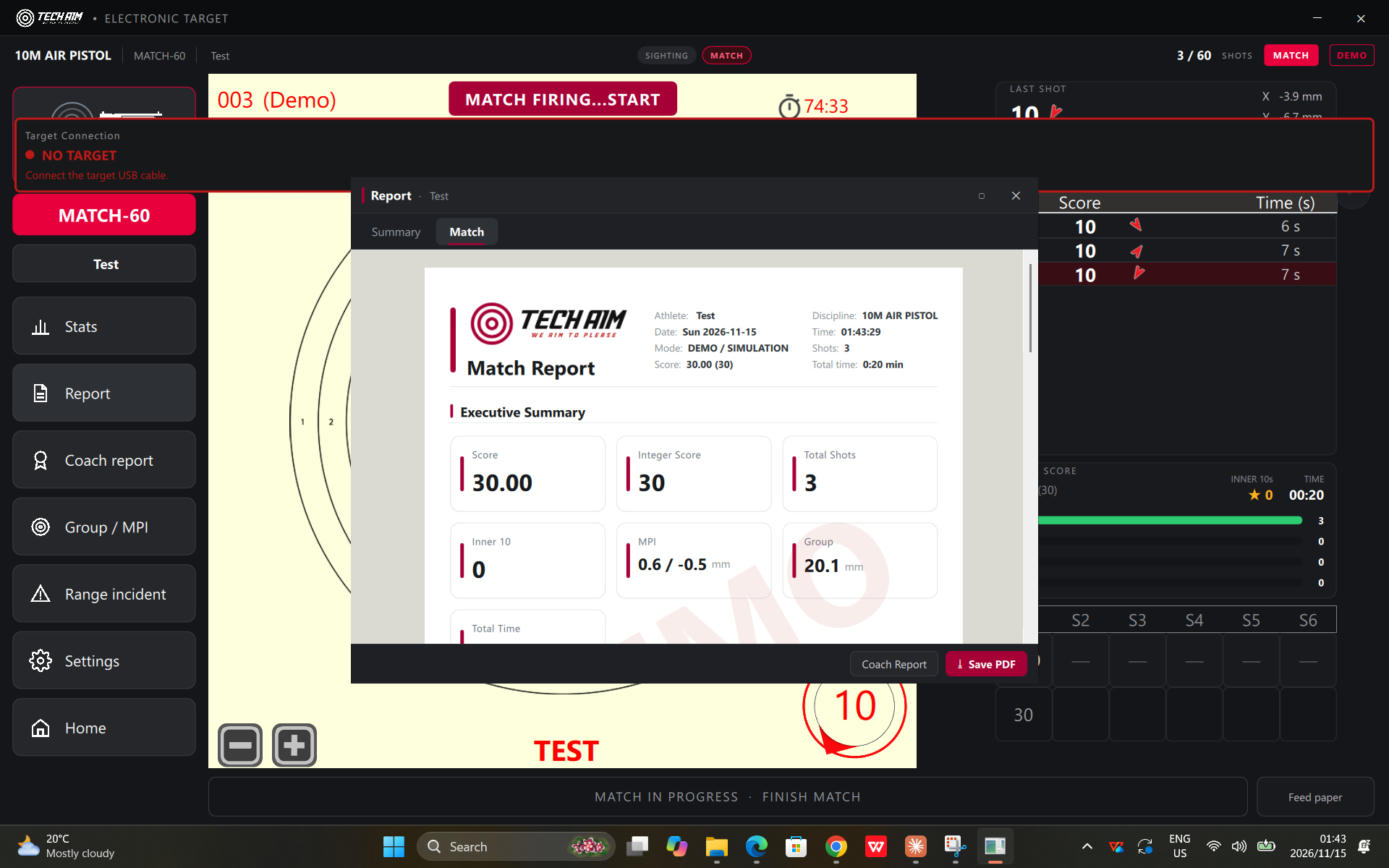 TECH AIM
WE AIM TO PLEASE
• ELECTRONIC TARGET
10M AIR PISTOL
MATCH-60
Test
SIGHTING
MATCH
3 / 60 SHOTS
MATCH
DEMO
003 (Demo)
MATCH FIRING...START
74:33
LAST SHOT
10
X -3.9 mm
Y -6.7 mm
Target Connection
NO TARGET
Connect the target USB cable.
MATCH-60
Test
Stats
Report
Coach report
Group / MPI
Range incident
Settings
Home
1 2
Report · Test
Summary
Match
TECH AIM
WE AIM TO PLEASE
Match Report
Athlete: Test
Date: Sun 2026-11-15
Mode: DEMO / SIMULATION
Score: 30.00 (30)
Discipline: 10M AIR PISTOL
Time: 01:43:29
Shots: 3
Total time: 0:20 min
Executive Summary
Score
30.00
Integer Score
30
Total Shots
3
Inner 10
0
MPI
0.6 / -0.5 mm
Group
20.1 mm
Total Time
Coach Report
Save PDF
Score Time (s)
10 6 s
10 7 s
10 7 s
SCORE
(30)
INNER 10s
★ 0
TIME
00:20
3
0
0
0
S2 S3 S4 S5 S6
— — — — —
30
10
TEST
MATCH IN PROGRESS · FINISH MATCH
Feed paper
20°C
Mostly cloudy
Search
ENG
US
01:43
2026/11/15